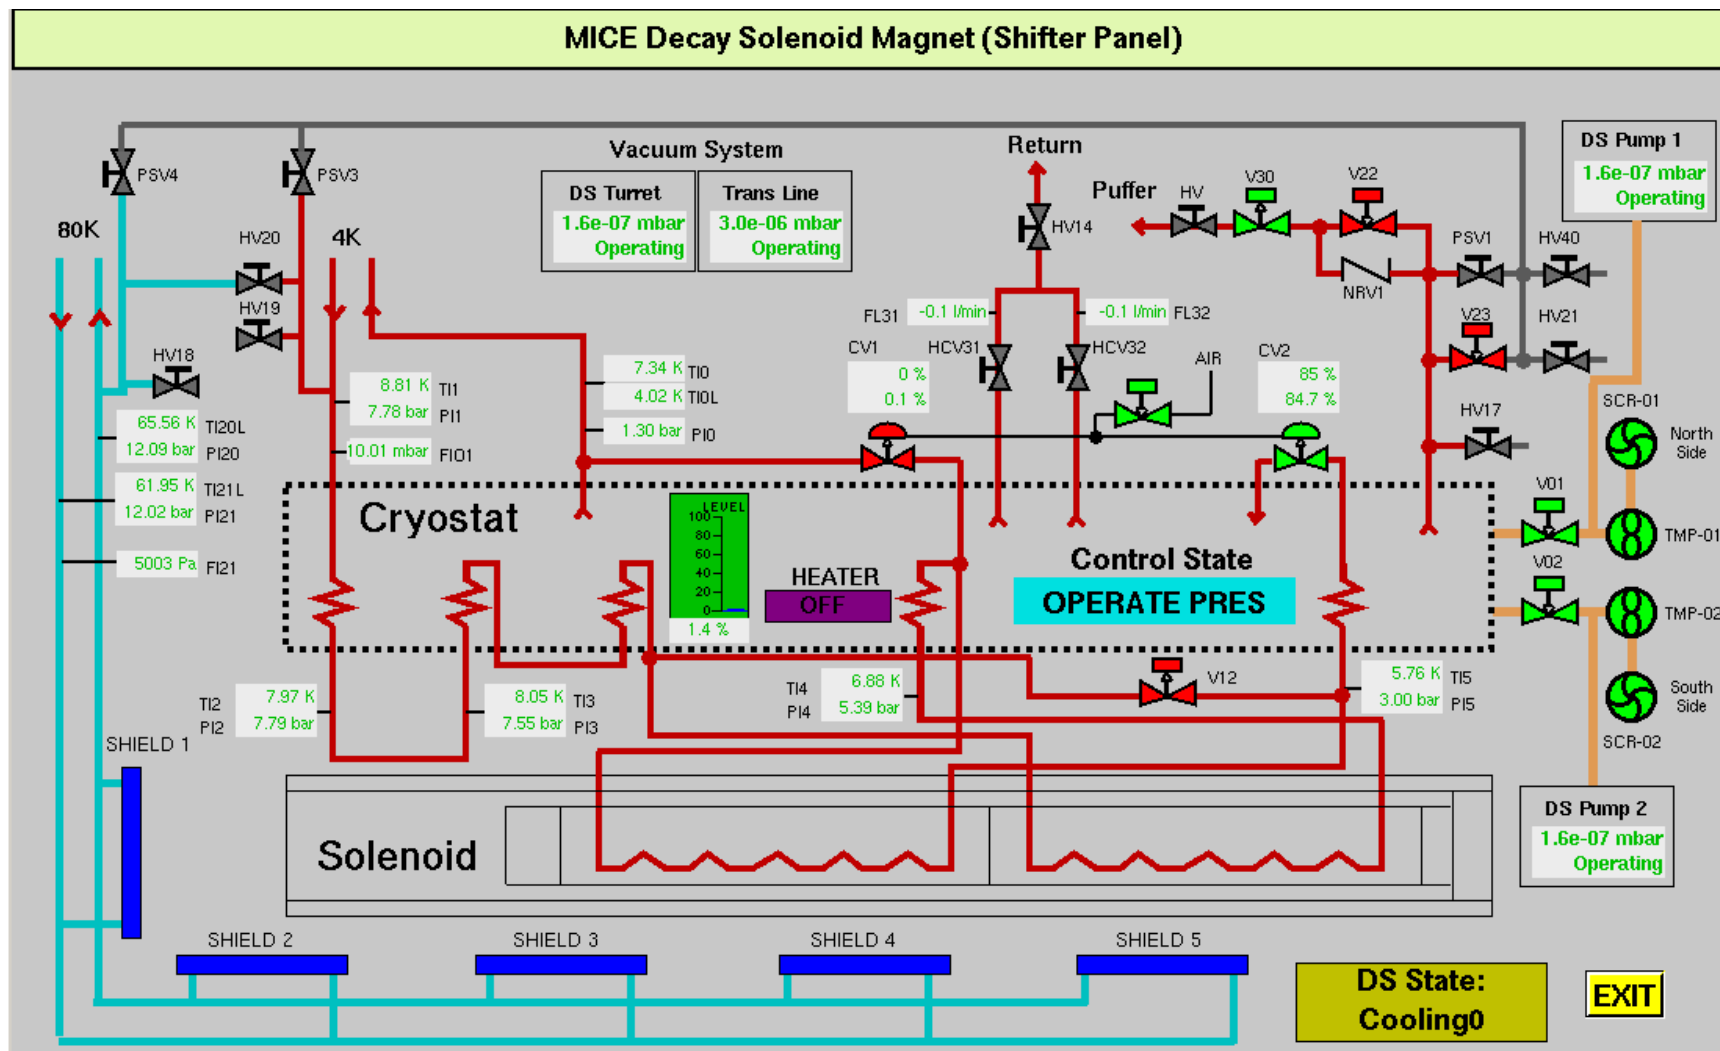 MICE Decay Solenoid Magnet (Shifter Panel)
DS Pump 1
1.6e-07 mbar
Operating
Vacuum System
DS Turret
1.6e-07 mbar
Operating
Trans Line
3.0e-06 mbar
Operating
Return
Puffer
HV
V30
V22
PSV4
PSV3
HV14
80K
HV20
4K
PSV1
HV40
NRV1
HV19
FL31
-0.1 l/min
-0.1 l/min
FL32
V23
HV21
HV18
CV1
0 %
0.1 %
HCV31
HCV32
AIR
CV2
85 %
84.7 %
8.81 K
TI1
7.78 bar
PI1
7.34 K
TI0
4.02 K
TI0L
1.30 bar
PI0
65.56 K
TI20L
12.09 bar
PI20
10.01 mbar
FI01
HV17
SCR-01
North
Side
61.95 K
TI21L
12.02 bar
PI21
5003 Pa
FI21
Cryostat
LEVEL
100
80
60
40
20
0
1.4 %
HEATER
OFF
Control State
OPERATE PRES
V01
TMP-01
V02
TMP-02
TI2
7.97 K
PI2
7.79 bar
8.05 K
TI3
7.55 bar
PI3
TI4
6.88 K
PI4
5.39 bar
V12
5.76 K
TI5
3.00 bar
PI5
South
Side
SCR-02
SHIELD 1
Solenoid
DS Pump 2
1.6e-07 mbar
Operating
SHIELD 2
SHIELD 3
SHIELD 4
SHIELD 5
DS State:
Cooling0
EXIT